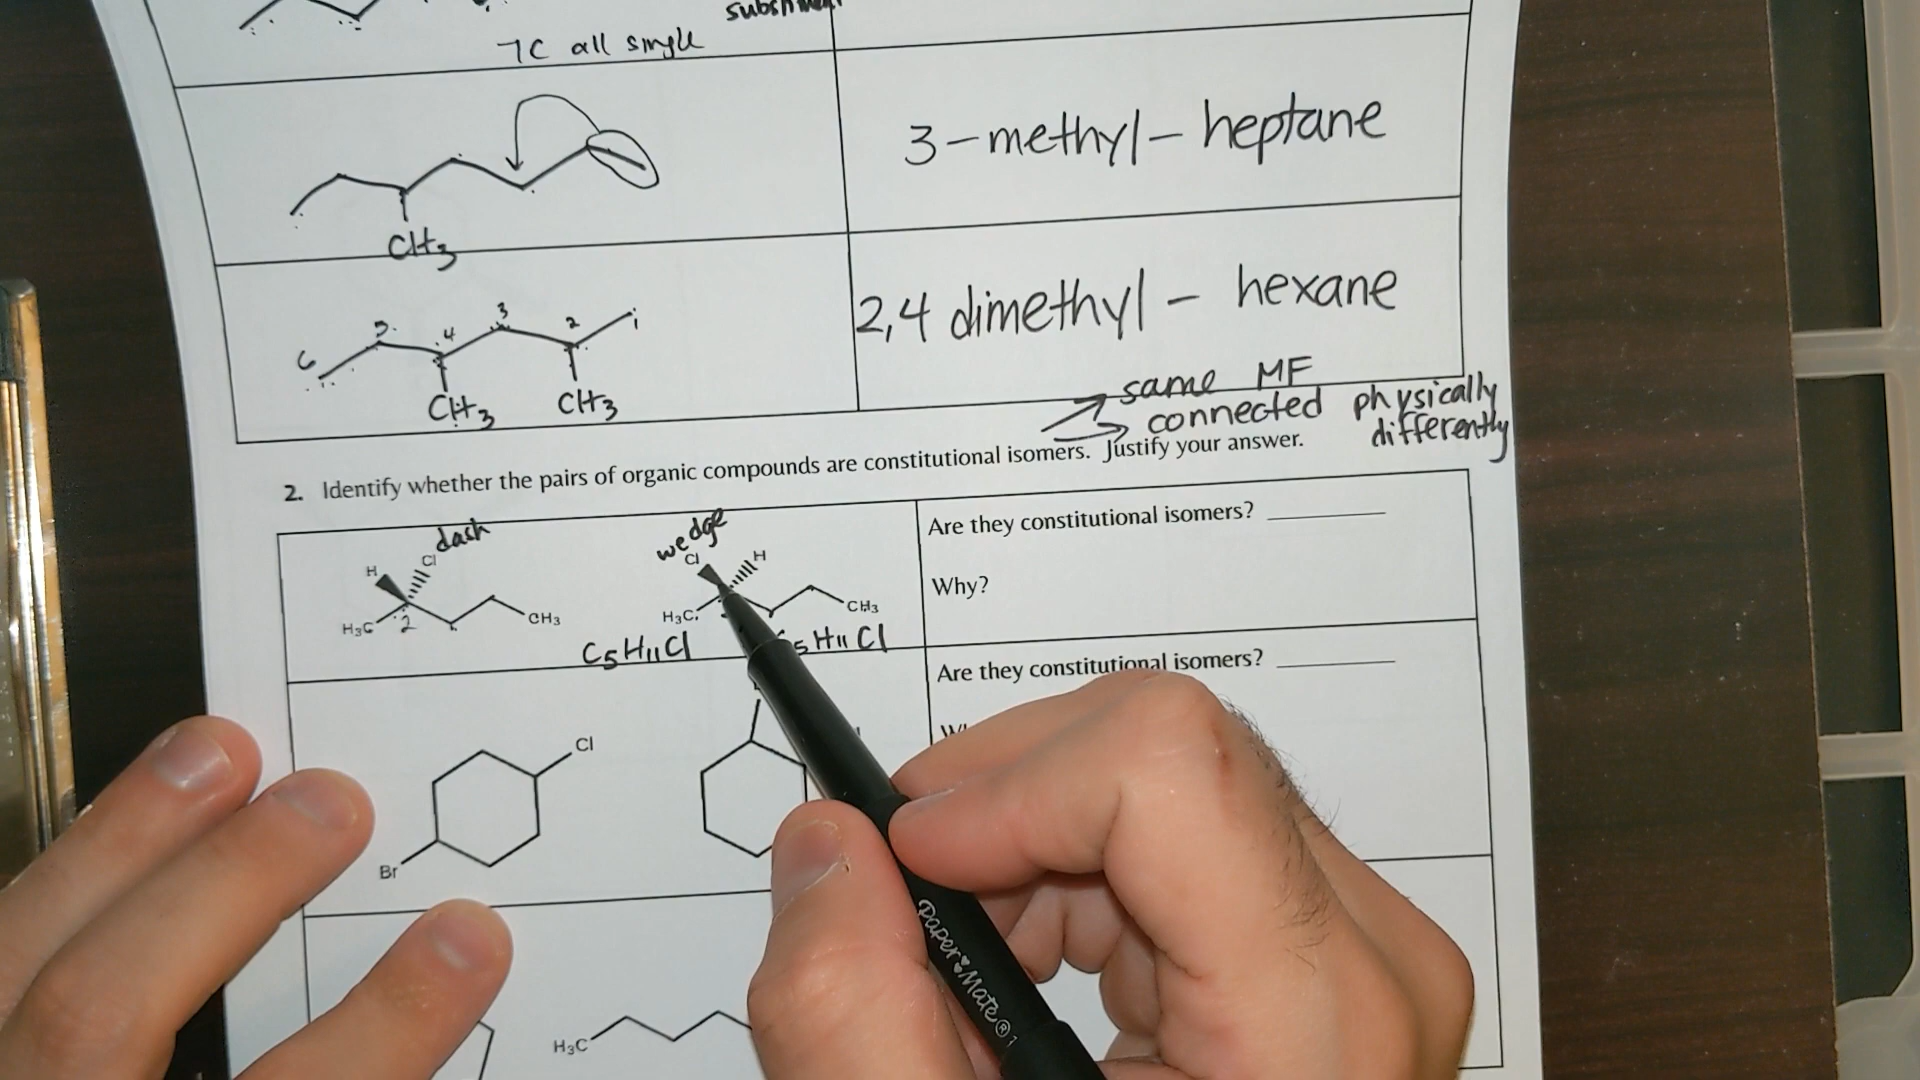 7C all single
3-methyl-heptane
CH3
6 5 4 3 2 1
CH3 CH3
2,4 dimethyl - hexane
same MF
connected physically differently
2. Identify whether the pairs of organic compounds are constitutional isomers. Justify your answer.
dash
H Cl
H3C 2 CH3
wedge
Cl H
H3C CH3
C5H11Cl
5H11Cl
Are they constitutional isomers?
Why?
Cl
Br
Are they constitutional isomers?
H3C
Paper Mate®